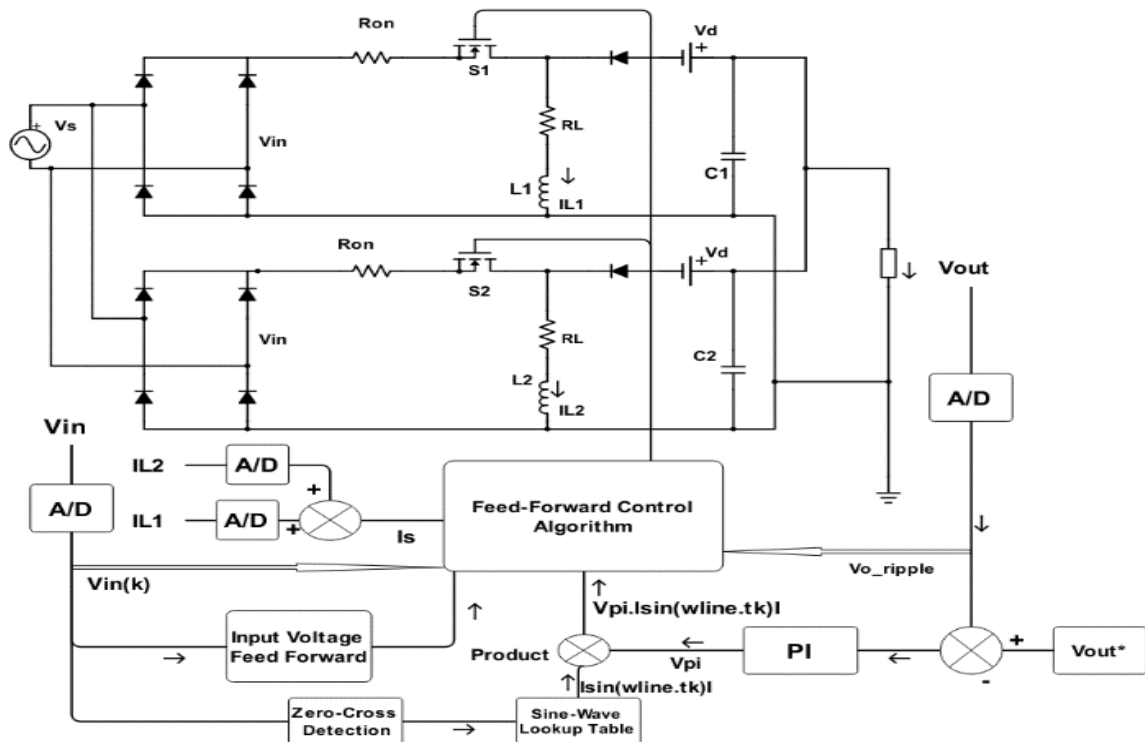 Ron
Vd
+
S1
+
Vs
Vin
RL
L1
IL1
C1
Ron
Vd
+
S2
Vin
RL
L2
IL2
C2
Vout
A/D
Vin
A/D
IL2
A/D
+
IL1
A/D
+
Is
Feed-Forward Control
Algorithm
Vin(k)
Vo_ripple
Vpi.Isin(wline.tk)I
Input Voltage
Feed Forward
Product
Vpi
PI
+
-
Vout*
Isin(wline.tk)I
Zero-Cross
Detection
Sine-Wave
Lookup Table